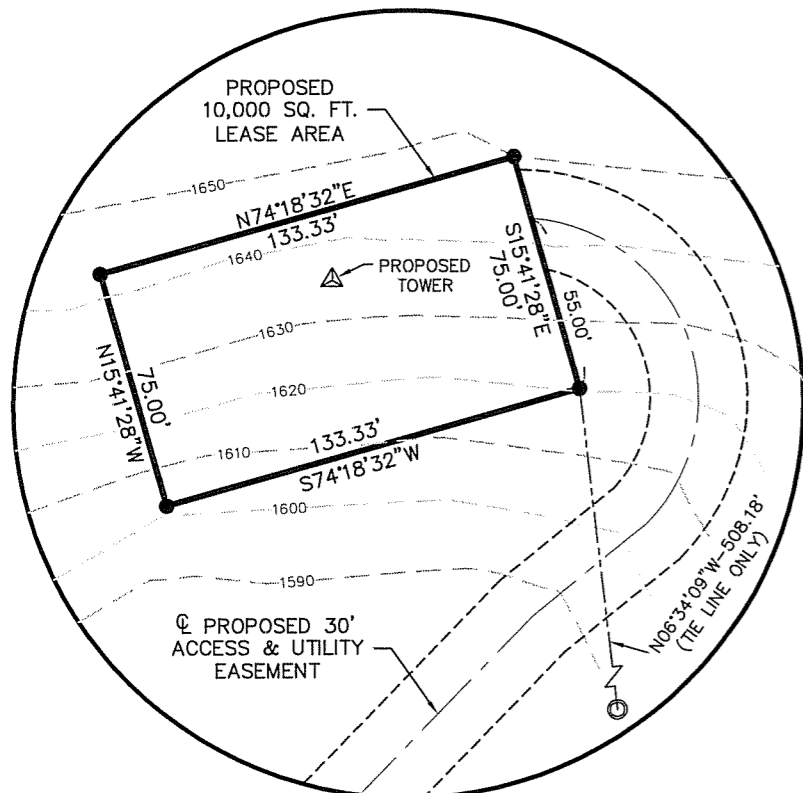 PROPOSED
10,000 SQ. FT.
LEASE AREA
1650
N74°18'32"E
133.33'
1640
PROPOSED
TOWER
S15°41'28"E
75.00'
55.00'
1630
N15°41'28"W
75.00'
1620
133.33'
S74°18'32"W
1610
1600
1590
℄ PROPOSED 30'
ACCESS & UTILITY
EASEMENT
N06°34'09"W-508.18'
(TIE LINE ONLY)